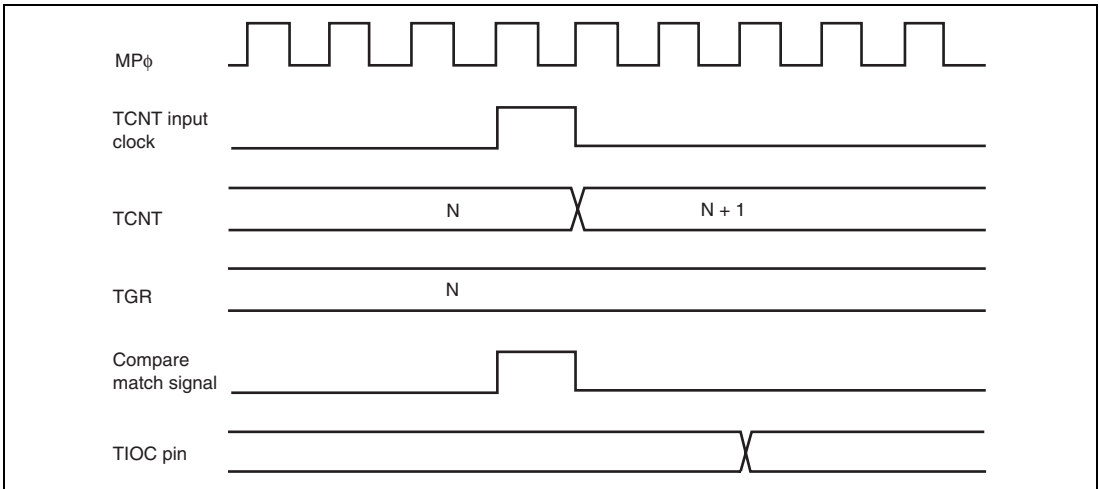 MPϕ
TCNT input
clock
TCNT
N
N + 1
TGR
N
Compare
match signal
TIOC pin